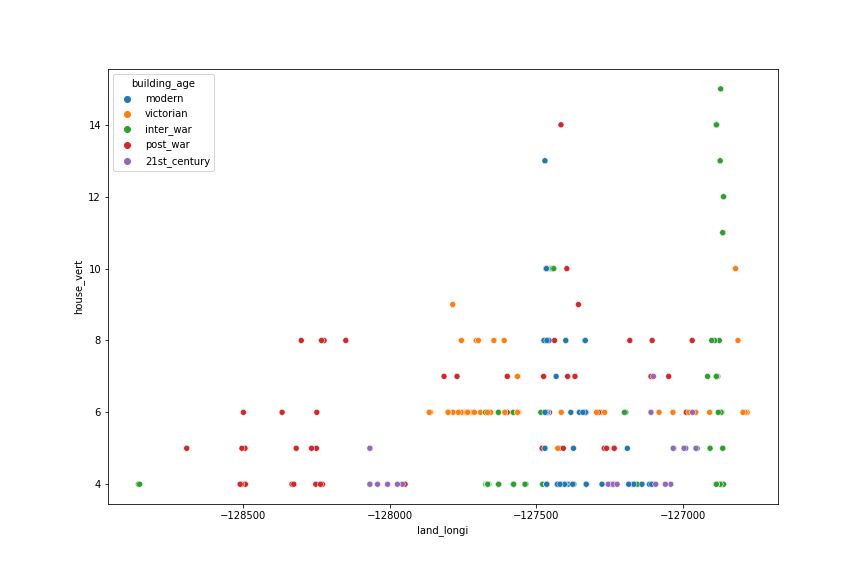 building_age
modern
victorian
inter_war
post_war
21st_century
14
12
10
8
6
4
house_vert
−128500
−128000
−127500
−127000
land_longi